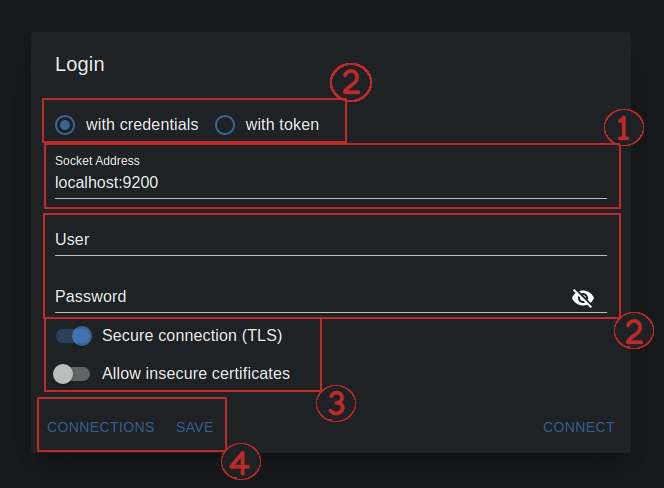 Login
2
with credentials with token
1
Socket Address
localhost:9200
User
Password
2
Secure connection (TLS)
Allow insecure certificates
3
CONNECTIONS SAVE CONNECT
4